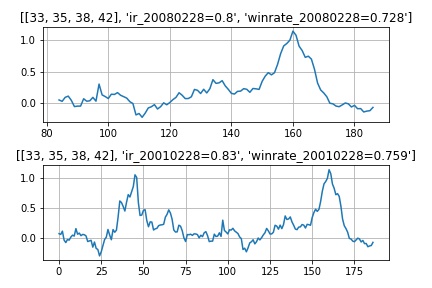 [[33, 35, 38, 42], 'ir_20080228=0.8', 'winrate_20080228=0.728']
1.0
0.5
0.0
80 100 120 140 160 180
[[33, 35, 38, 42], 'ir_20010228=0.83', 'winrate_20010228=0.759']
1.0
0.5
0.0
0 25 50 75 100 125 150 175